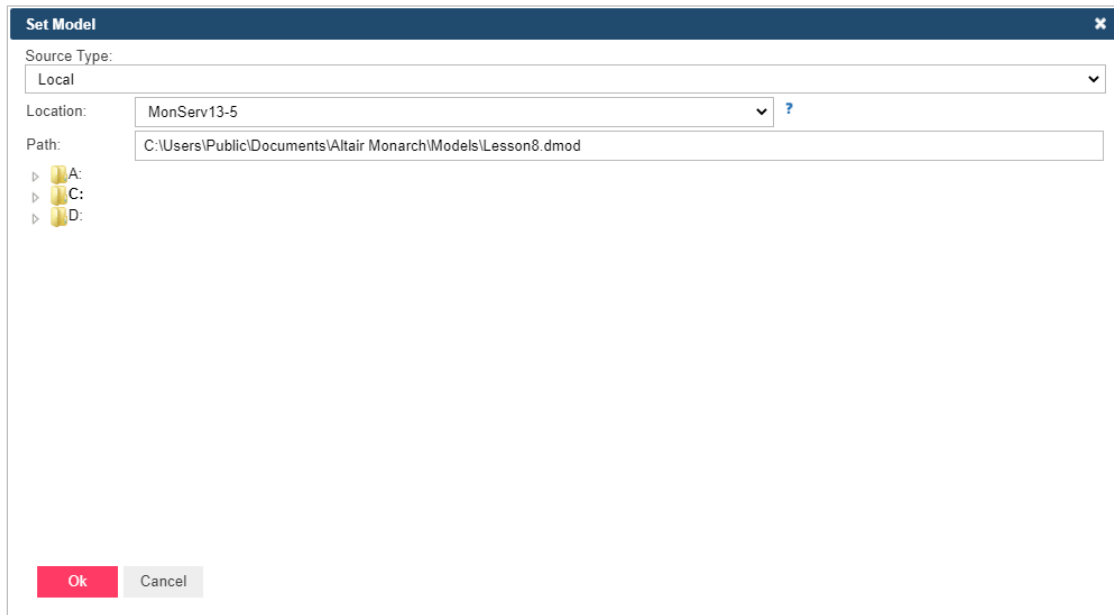 Set Model
Source Type:
Local
Location: MonServ13-5 ?
Path: C:\Users\Public\Documents\Altair Monarch\Models\Lesson8.dmod
A:
C:
D:
Ok Cancel